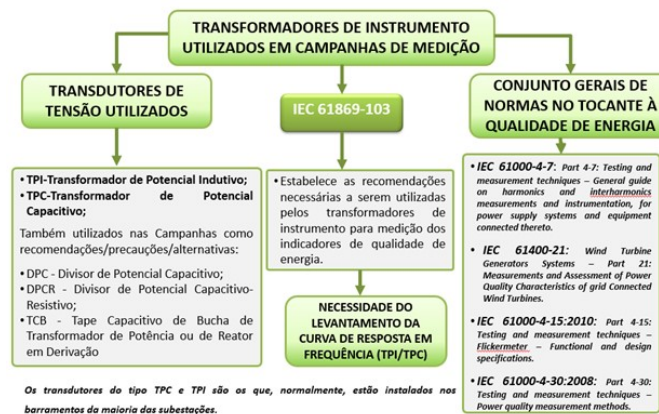 TRANSFORMADORES DE INSTRUMENTO
UTILIZADOS EM CAMPANHAS DE MEDIÇÃO
TRANSDUTORES DE
TENSÃO UTILIZADOS
• TPI-Transformador de Potencial Indutivo;
• TPC-Transformador de Potencial
Capacitivo;
Também utilizados nas Campanhas como
recomendações/precauções/alternativas:
• DPC - Divisor de Potencial Capacitivo;
• DPCR - Divisor de Potencial Capacitivo-
Resistivo;
• TCB - Tape Capacitivo de Bucha de
Transformador de Potência ou de Reator
em Derivação
Os transdutores do tipo TPC e TPI são os que, normalmente, estão instalados nos
barramentos da maioria das subestações.
IEC 61869-103
• Estabelece as recomendações
necessárias a serem utilizadas
pelos transformadores de
instrumento para medição dos
indicadores de qualidade de
energia.
NECESSIDADE DO
LEVANTAMENTO DA
CURVA DE RESPOSTA EM
FREQUÊNCIA (TPI/TPC)
CONJUNTO GERAIS DE
NORMAS NO TOCANTE À
QUALIDADE DE ENERGIA
• IEC 61000-4-7: Part 4-7: Testing and
measurement techniques – General
guide on harmonics and interharmonics
measurements and instrumentation, for
power supply systems and equipment
connected thereto.
• IEC 61400-21: Wind Turbine
Generators Systems – Part 21:
Measurements and Assessment of Power
Quality Characteristics of grid Connected
Wind Turbines.
• IEC 61000-4-15:2010: Part 4-15:
Testing and measurement techniques –
Flickermeter – Functional and design
specifications.
• IEC 61000-4-30:2008: Part 4-30:
Testing and measurement techniques
– Power quality measurement methods.